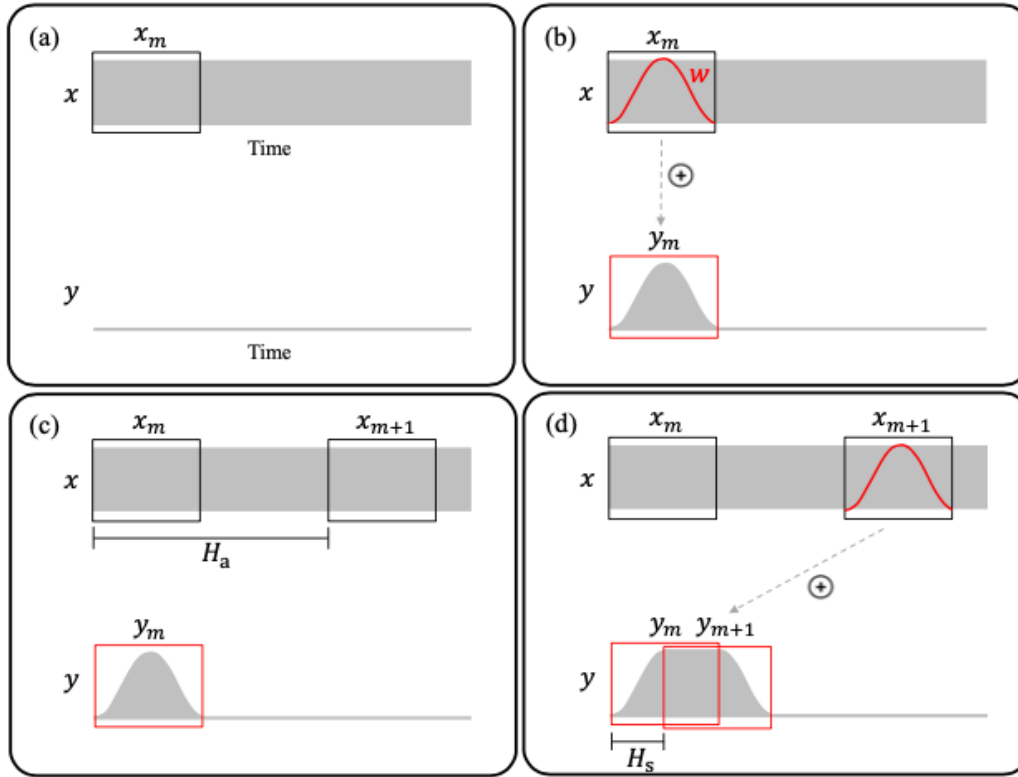 (a)
x_m
x
Time
y
Time
(b)
x_m
w
+
y_m
x
y
(c)
x_m x_{m+1}
x
H_a
y_m
y
(d)
x_m x_{m+1}
x
+
y_m y_{m+1}
y
H_s